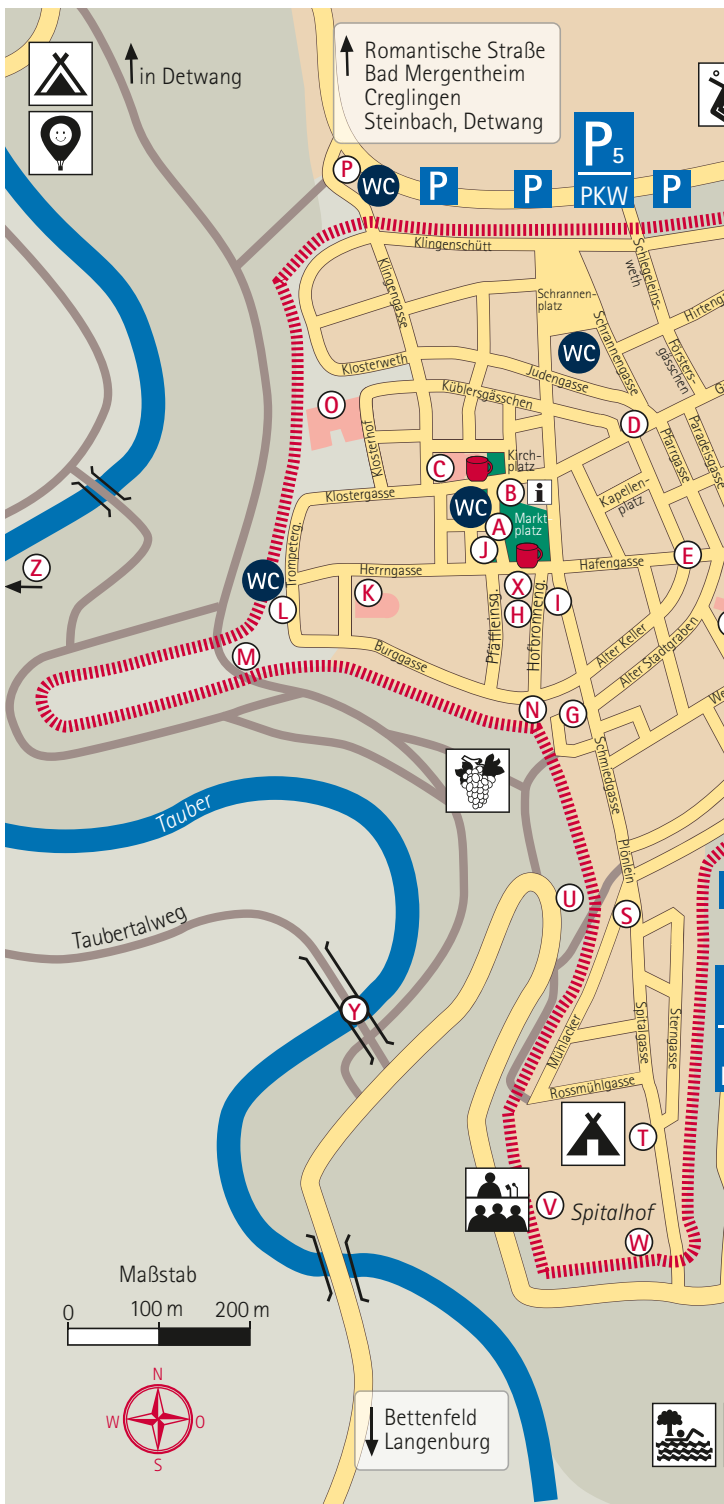 in Detwang
Romantische Straße
Bad Mergentheim
Creglingen
Steinbach, Detwang
P
WC
P
P
P5
PKW
P
Klingenschütt
Klingengasse
Schlegeleins-
weth
Schrannen-
platz
Hirteng
Schrannengasse
Förster-
gässchen
WC
Klosterweth
Judengasse
Küblersgässchen
O
D
Pfarrgasse
Paradeisgasse
Klosterhof
C
Kirch-
platz
Klostergasse
B
i
Kapellen-
platz
WC
A
Markt
platz
J
Z
Trompeterg.
WC
Herrngasse
Hafengasse
E
K
X
L
H
I
Pfäffleinsg.
Hofbronneng.
Burggasse
M
Alter Keller
Alter Stadtgraben
We
N
G
Schmiedgasse
Tauber
Plönlein
U
S
Taubertalweg
Y
Mühlacker
Spitalgasse
Sterngasse
Rossmühlgasse
T
V
Spitalhof
W
Maßstab
0
100 m
200 m
N
W
O
S
Bettenfeld
Langenburg